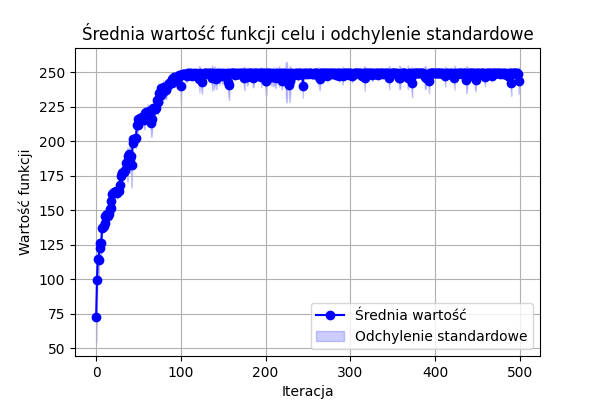 Średnia wartość funkcji celu i odchylenie standardowe
Wartość funkcji
250
225
200
175
150
125
100
75
50
0 100 200 300 400 500
Iteracja
Średnia wartość
Odchylenie standardowe